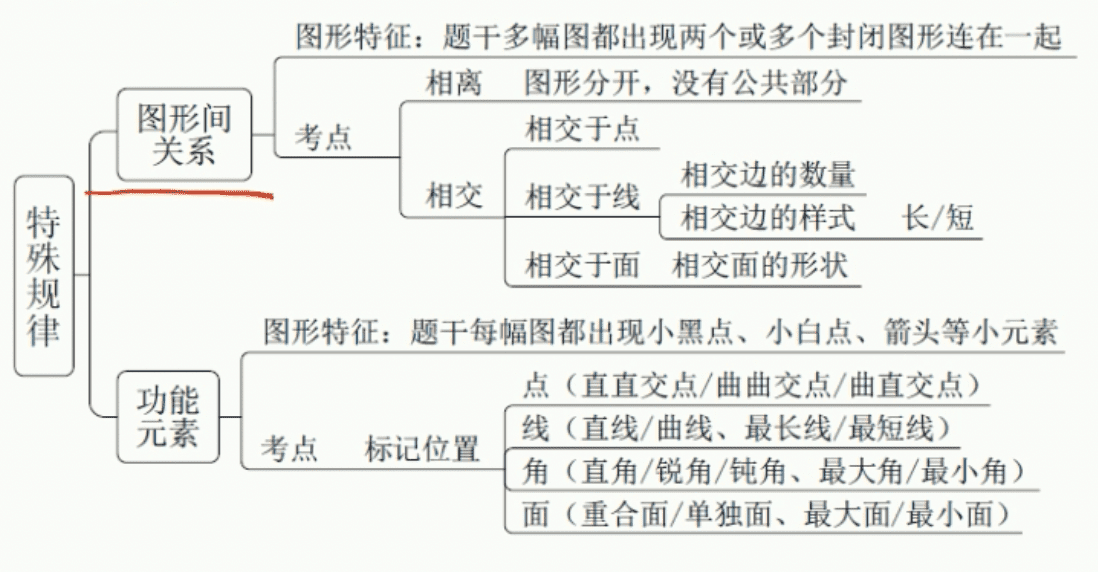 特殊规律
图形间关系
图形特征：题干多幅图都出现两个或多个封闭图形连在一起
考点
相离 图形分开，没有公共部分
相交
相交于点
相交于线
相交边的数量
相交边的样式 长/短
相交于面 相交面的形状
功能元素
图形特征：题干每幅图都出现小黑点、小白点、箭头等小元素
考点 标记位置
点（直直交点/曲曲交点/曲直交点）
线（直线/曲线、最长线/最短线）
角（直角/锐角/钝角、最大角/最小角）
面（重合面/单独面、最大面/最小面）